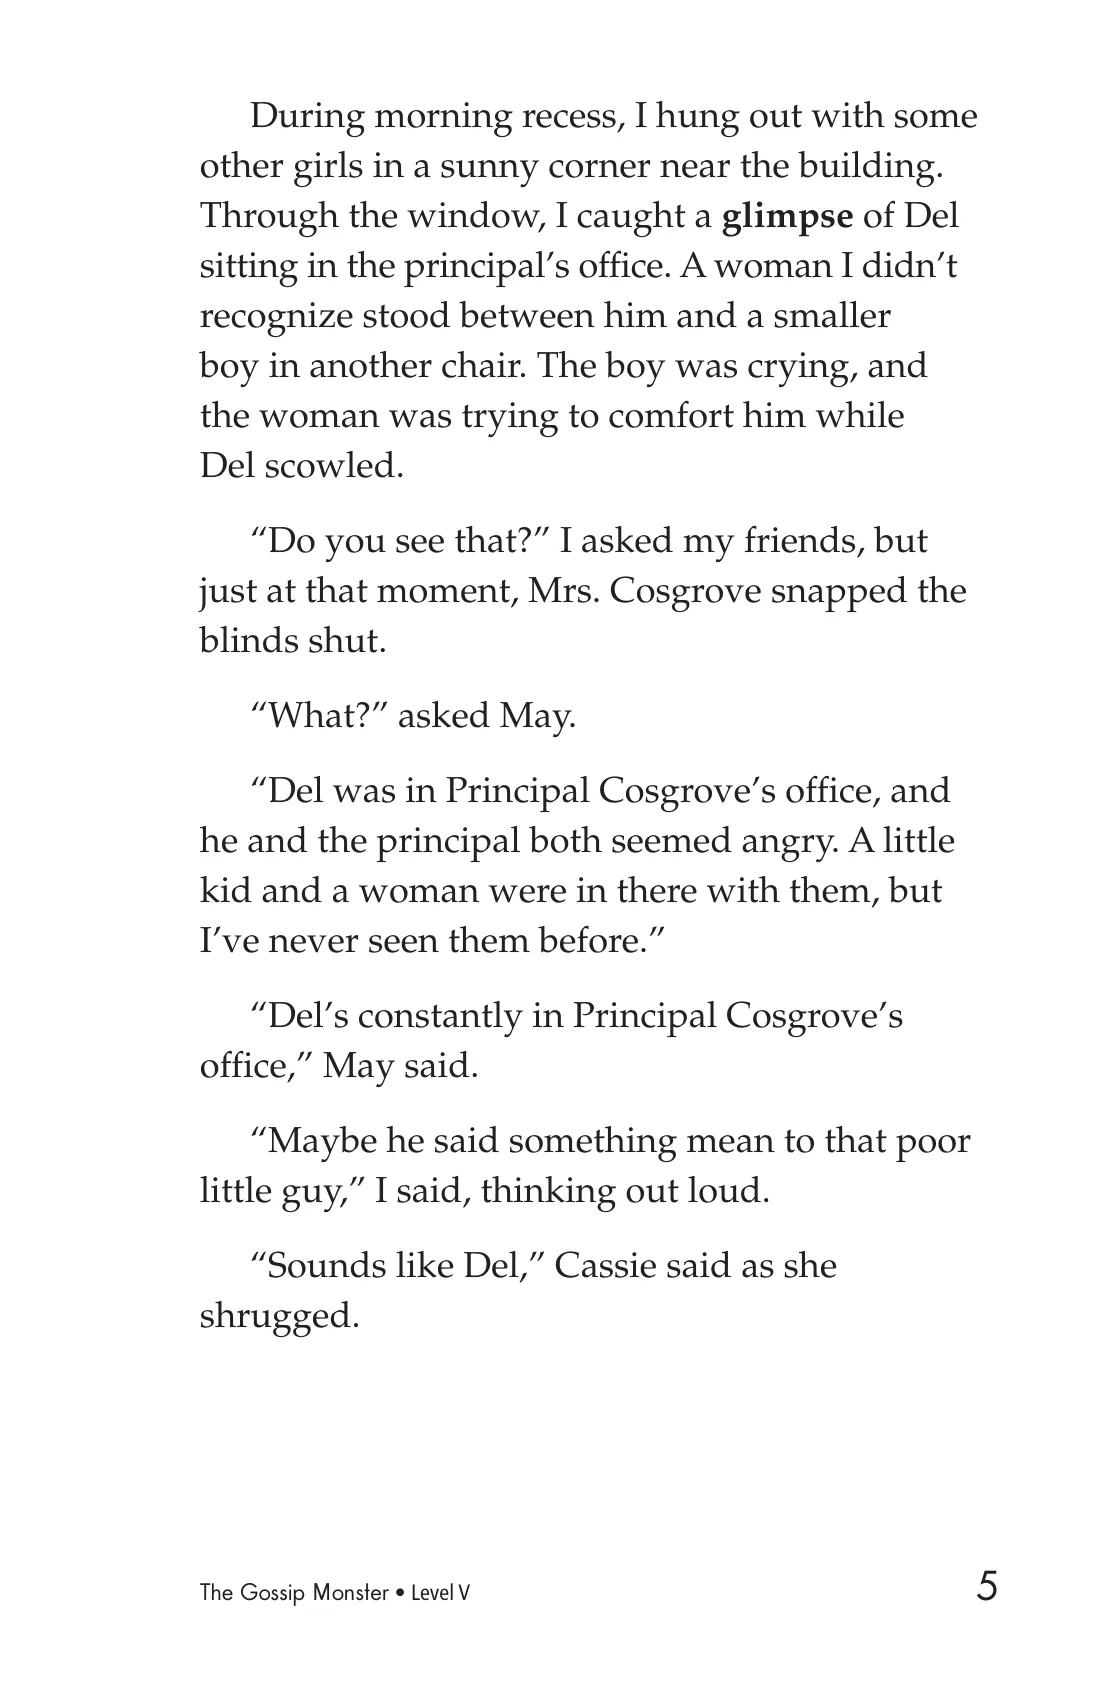 During morning recess, I hung out with some
other girls in a sunny corner near the building.
Through the window, I caught a glimpse of Del
sitting in the principal’s office. A woman I didn’t
recognize stood between him and a smaller
boy in another chair. The boy was crying, and
the woman was trying to comfort him while
Del scowled.
“Do you see that?” I asked my friends, but
just at that moment, Mrs. Cosgrove snapped the
blinds shut.
“What?” asked May.
“Del was in Principal Cosgrove’s office, and
he and the principal both seemed angry. A little
kid and a woman were in there with them, but
I’ve never seen them before.”
“Del’s constantly in Principal Cosgrove’s
office,” May said.
“Maybe he said something mean to that poor
little guy,” I said, thinking out loud.
“Sounds like Del,” Cassie said as she
shrugged.
The Gossip Monster • Level V 5